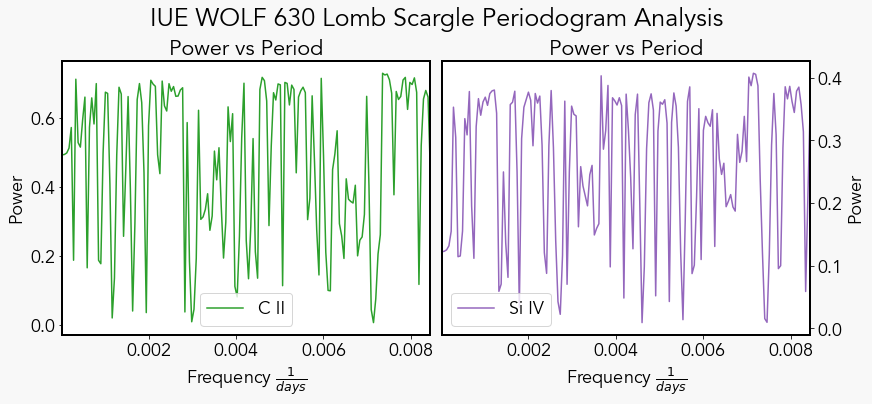 IUE WOLF 630 Lomb Scargle Periodogram Analysis
Power vs Period
Power
0.6
0.4
0.2
0.0
C II
0.002 0.004 0.006 0.008
Frequency 1/days
Power vs Period
0.4
0.3
0.2
0.1
0.0
Power
Si IV
0.002 0.004 0.006 0.008
Frequency 1/days